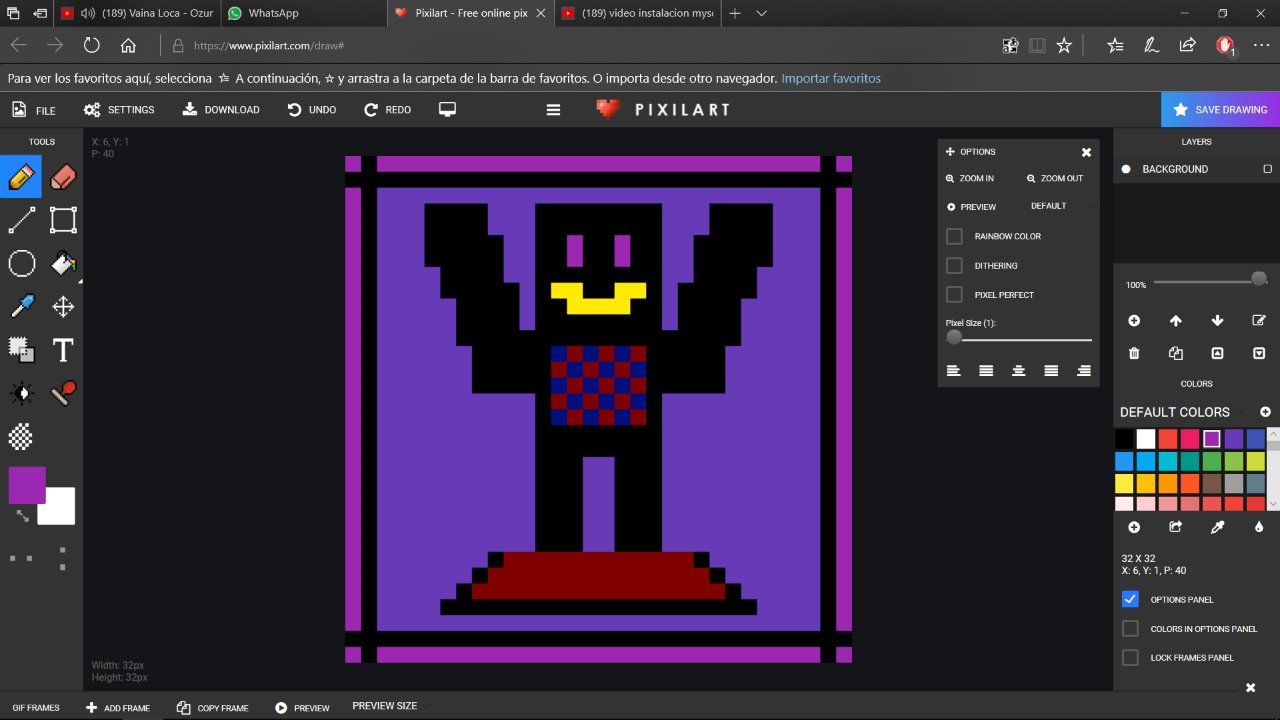 (189) Vaina Loca - Ozur
WhatsApp
Pixilart - Free online pix
(189) video instalacion myso
https://www.pixilart.com/draw#
1
Para ver los favoritos aquí, selecciona A continuación, y arrastra a la carpeta de la barra de favoritos. O importa desde otro navegador. Importar favoritos
FILE
SETTINGS
DOWNLOAD
UNDO
REDO
PIXILART
SAVE DRAWING
TOOLS
X: 6, Y: 1
P: 40
OPTIONS
ZOOM IN
ZOOM OUT
PREVIEW
DEFAULT
RAINBOW COLOR
DITHERING
PIXEL PERFECT
Pixel Size (1):
LAYERS
BACKGROUND
100%
COLORS
DEFAULT COLORS
32 X 32
X: 6, Y: 1, P: 40
OPTIONS PANEL
COLORS IN OPTIONS PANEL
LOCK FRAMES PANEL
Width: 32px
Height: 32px
GIF FRAMES
ADD FRAME
COPY FRAME
PREVIEW
PREVIEW SIZE